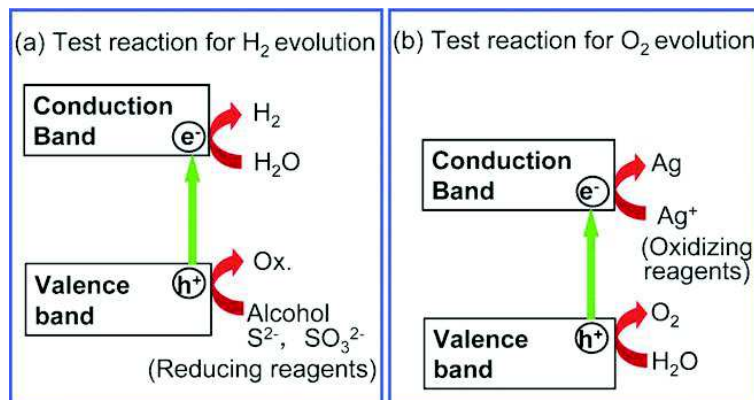 (a) Test reaction for H₂ evolution
Conduction
Band
e⁻
H₂
H₂O
Valence
band
h⁺
Ox.
Alcohol
S²⁻, SO₃²⁻
(Reducing reagents)
(b) Test reaction for O₂ evolution
Conduction
Band
e⁻
Ag
Ag⁺
(Oxidizing
reagents)
Valence
band
h⁺
O₂
H₂O